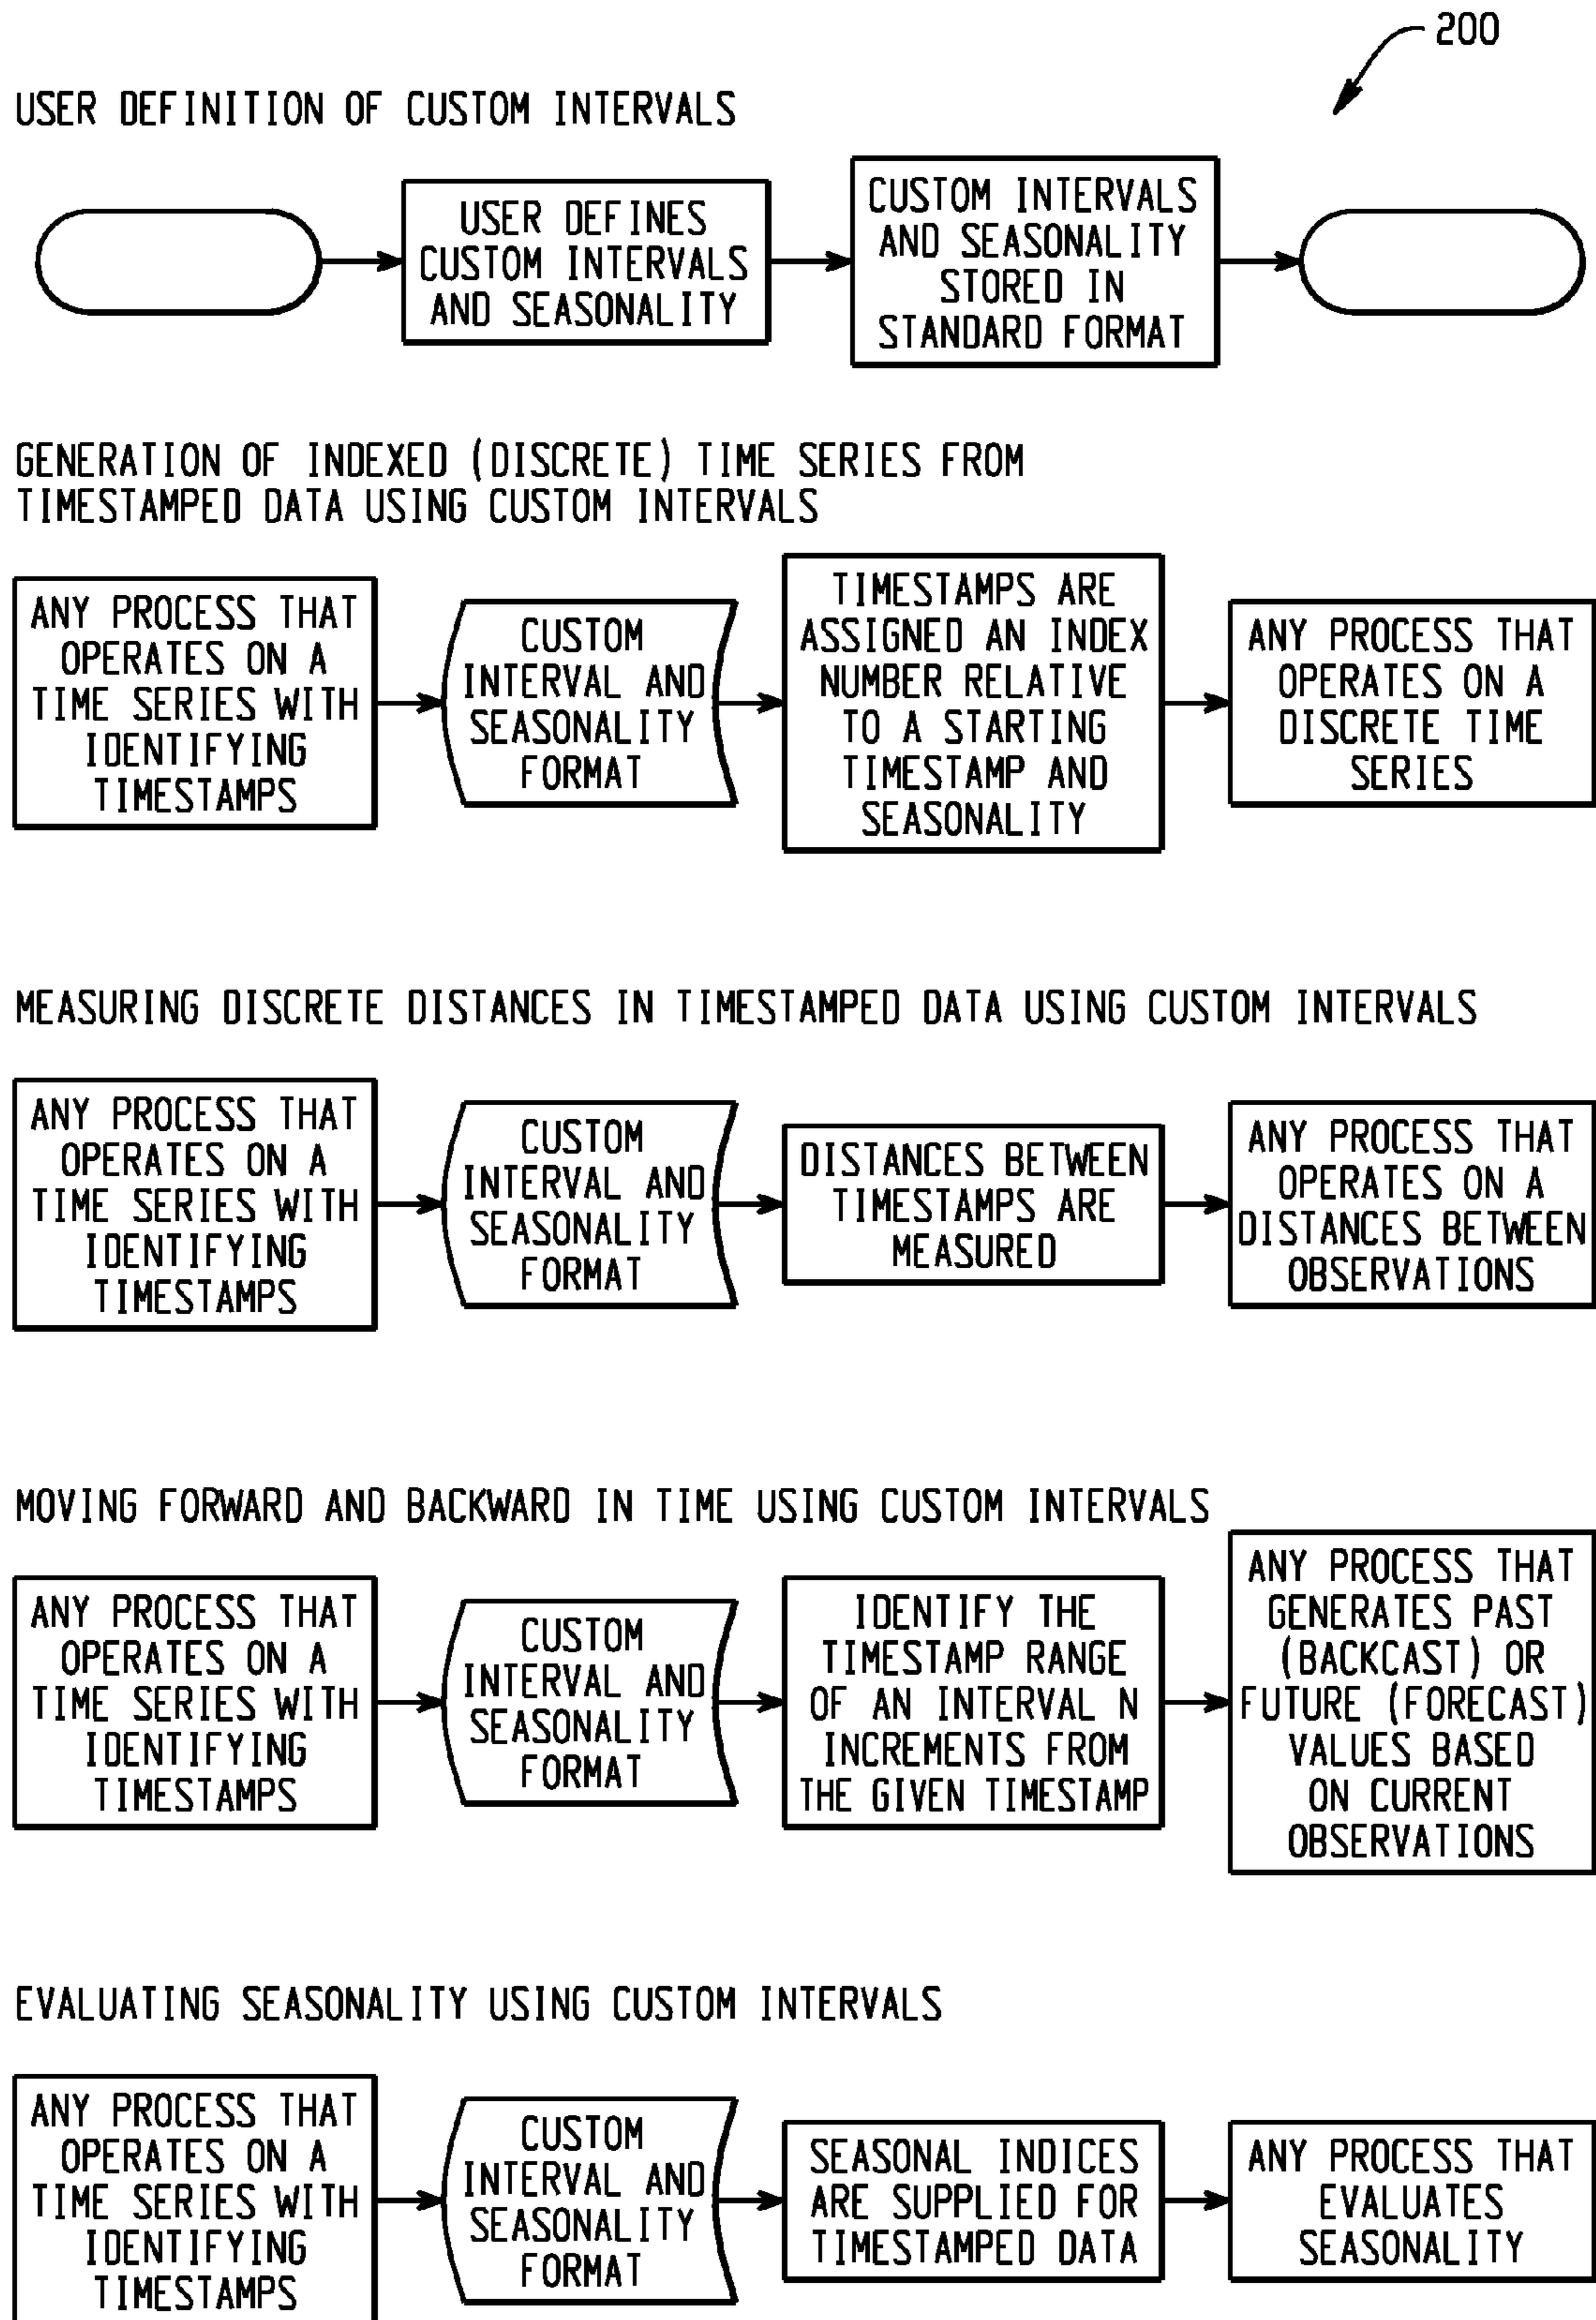 200
USER DEFINITION OF CUSTOM INTERVALS
USER DEFINES
CUSTOM INTERVALS
AND SEASONALITY
CUSTOM INTERVALS
AND SEASONALITY
STORED IN
STANDARD FORMAT
GENERATION OF INDEXED (DISCRETE) TIME SERIES FROM
TIMESTAMPED DATA USING CUSTOM INTERVALS
ANY PROCESS THAT
OPERATES ON A
TIME SERIES WITH
IDENTIFYING
TIMESTAMPS
CUSTOM
INTERVAL AND
SEASONALITY
FORMAT
TIMESTAMPS ARE
ASSIGNED AN INDEX
NUMBER RELATIVE
TO A STARTING
TIMESTAMP AND
SEASONALITY
ANY PROCESS THAT
OPERATES ON A
DISCRETE TIME
SERIES
MEASURING DISCRETE DISTANCES IN TIMESTAMPED DATA USING CUSTOM INTERVALS
ANY PROCESS THAT
OPERATES ON A
TIME SERIES WITH
IDENTIFYING
TIMESTAMPS
CUSTOM
INTERVAL AND
SEASONALITY
FORMAT
DISTANCES BETWEEN
TIMESTAMPS ARE
MEASURED
ANY PROCESS THAT
OPERATES ON A
DISTANCES BETWEEN
OBSERVATIONS
MOVING FORWARD AND BACKWARD IN TIME USING CUSTOM INTERVALS
ANY PROCESS THAT
OPERATES ON A
TIME SERIES WITH
IDENTIFYING
TIMESTAMPS
CUSTOM
INTERVAL AND
SEASONALITY
FORMAT
IDENTIFY THE
TIMESTAMP RANGE
OF AN INTERVAL N
INCREMENTS FROM
THE GIVEN TIMESTAMP
ANY PROCESS THAT
GENERATES PAST
(BACKCAST) OR
FUTURE (FORECAST)
VALUES BASED
ON CURRENT
OBSERVATIONS
EVALUATING SEASONALITY USING CUSTOM INTERVALS
ANY PROCESS THAT
OPERATES ON A
TIME SERIES WITH
IDENTIFYING
TIMESTAMPS
CUSTOM
INTERVAL AND
SEASONALITY
FORMAT
SEASONAL INDICES
ARE SUPPLIED FOR
TIMESTAMPED DATA
ANY PROCESS THAT
EVALUATES
SEASONALITY